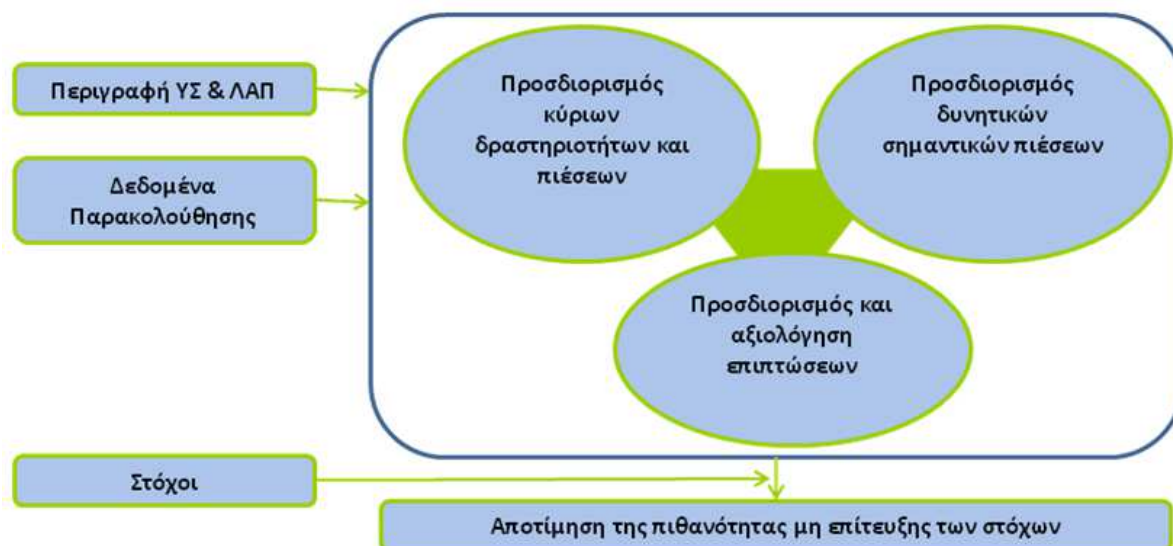 Περιγραφή ΥΣ & ΛΑΠ
Δεδομένα
Παρακολούθησης
Προσδιορισμός
κύριων
δραστηριοτήτων και
πιέσεων
Προσδιορισμός
δυνητικών
σημαντικών πιέσεων
Προσδιορισμός και
αξιολόγηση
επιπτώσεων
Στόχοι
Αποτίμηση της πιθανότητας μη επίτευξης των στόχων